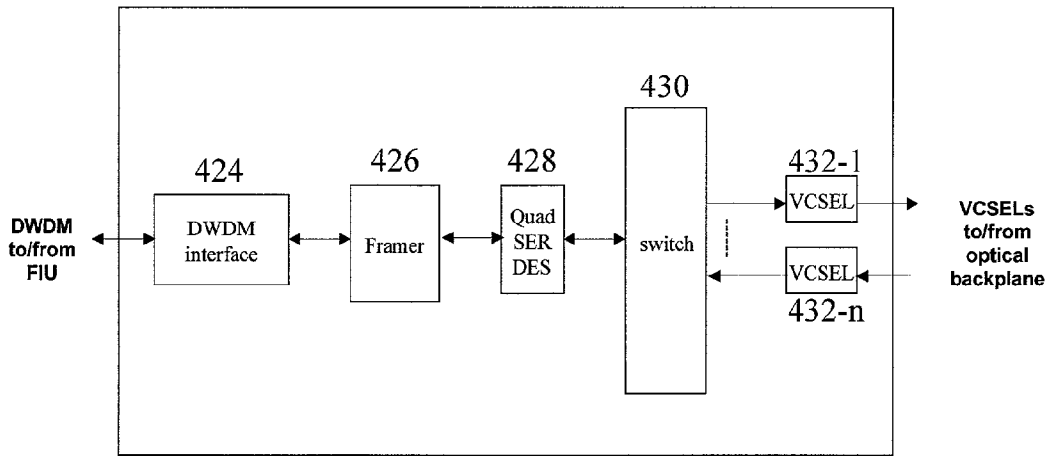 DWDM
to/from
FIU
424
DWDM
interface
426
Framer
428
Quad
SER
DES
430
switch
432-1
VCSEL
VCSEL
432-n
VCSELs
to/from
optical
backplane